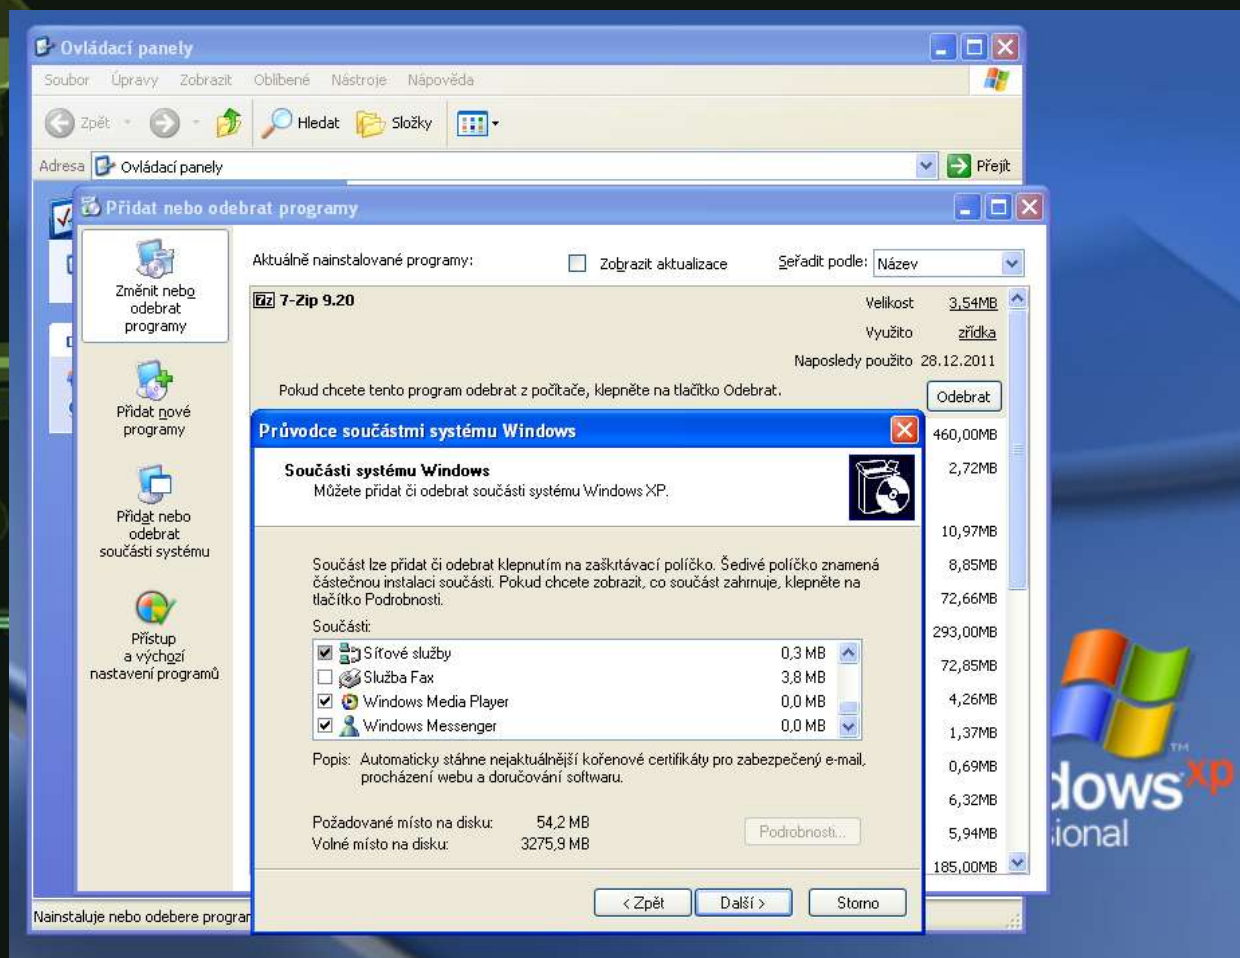 Ovládací panely
Soubor Úpravy Zobrazit Oblíbené Nástroje Nápověda
Zpět Hledat Složky
Adresa Ovládací panely Přejít
Přidat nebo odebrat programy
Změnit nebo
odebrat
programy
Přidat nové
programy
Přidat nebo
odebrat
součásti systému
Přístup
a výchozí
nastavení programů
Aktuálně nainstalované programy: Zobrazit aktualizace Seřadit podle: Název
7z 7-Zip 9.20 Velikost 3,54MB
Využito zřídka
Naposledy použito 28.12.2011
Pokud chcete tento program odebrat z počítače, klepněte na tlačítko Odebrat. Odebrat
460,00MB
2,72MB
10,97MB
8,85MB
72,66MB
293,00MB
72,85MB
4,26MB
1,37MB
0,69MB
6,32MB
5,94MB
185,00MB
Průvodce součástmi systému Windows
Součásti systému Windows
Můžete přidat či odebrat součásti systému Windows XP.
Součást lze přidat či odebrat klepnutím na zaškrtávací políčko. Šedivé políčko znamená
částečnou instalaci součásti. Pokud chcete zobrazit, co součást zahrnuje, klepněte na
tlačítko Podrobnosti.
Součásti:
Síťové služby 0,3 MB
Služba Fax 3,8 MB
Windows Media Player 0,0 MB
Windows Messenger 0,0 MB
Popis: Automaticky stáhne nejaktuálnější kořenové certifikáty pro zabezpečený e-mail,
procházení webu a doručování softwaru.
Požadované místo na disku: 54,2 MB
Volné místo na disku: 3275,9 MB
Podrobnosti...
< Zpět Další > Storno
Nainstaluje nebo odebere progra
TM
dows xp
sional